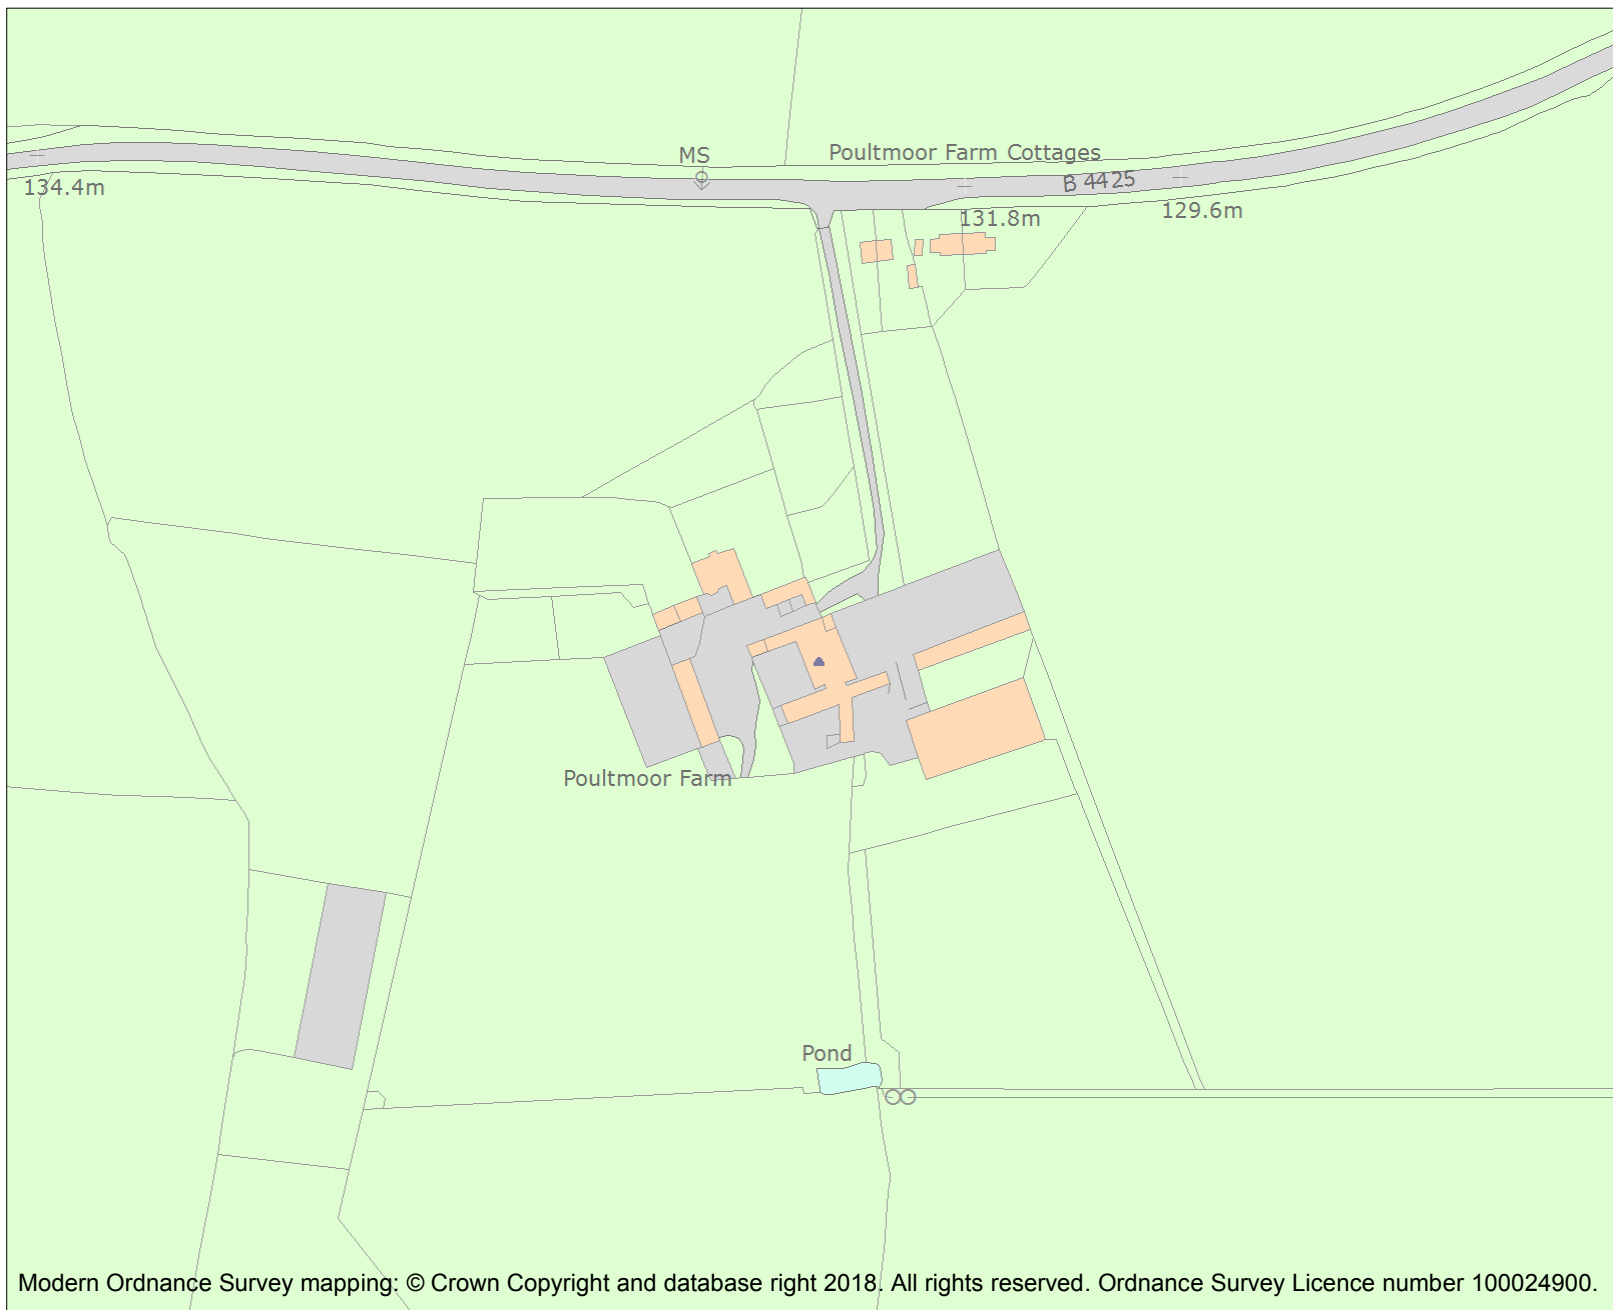 MS
Poultmoor Farm Cottages
B 4425
134.4m
131.8m
129.6m
Poultmoor Farm
Pond
Modern Ordnance Survey mapping: © Crown Copyright and database right 2018. All rights reserved. Ordnance Survey Licence number 100024900.